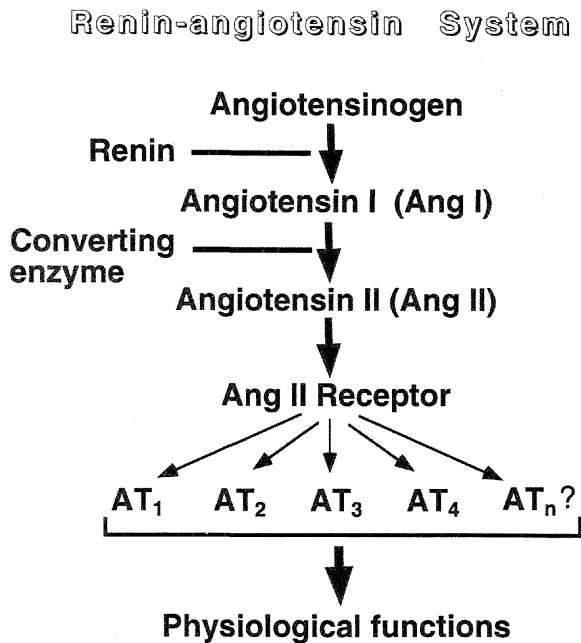 Renin-angiotensin System
Angiotensinogen
Renin
Angiotensin I (Ang I)
Converting
enzyme
Angiotensin II (Ang II)
Ang II Receptor
AT₁ AT₂ AT₃ AT₄ ATₙ?
Physiological functions